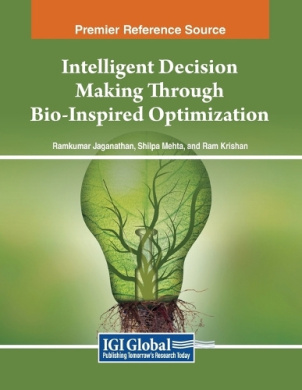 Premier Reference Source
Intelligent Decision
Making Through
Bio-Inspired Optimization
Ramkumar Jaganathan, Shilpa Mehta, and Ram Krishan
IGI Global
Publishing Tomorrow's Research Today